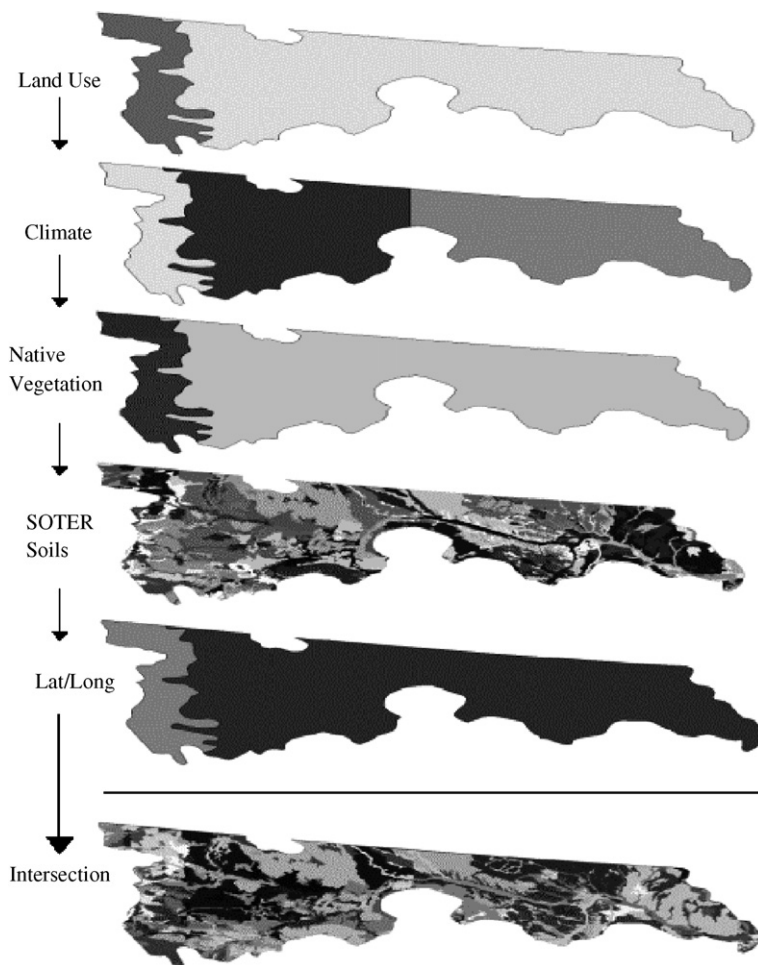 Land Use
Climate
Native
Vegetation
SOTER
Soils
Lat/Long
Intersection